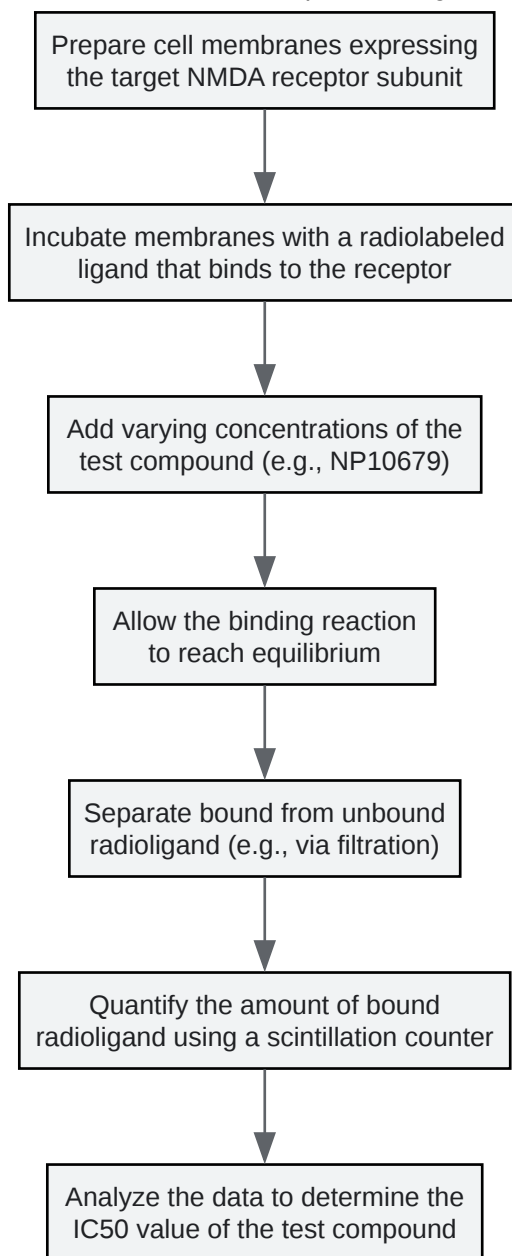 Prepare cell membranes expressing
the target NMDA receptor subunit
Incubate membranes with a radiolabeled
ligand that binds to the receptor
Add varying concentrations of the
test compound (e.g., NP10679)
Allow the binding reaction
to reach equilibrium
Separate bound from unbound
radioligand (e.g., via filtration)
Quantify the amount of bound
radioligand using a scintillation counter
Analyze the data to determine the
IC50 value of the test compound